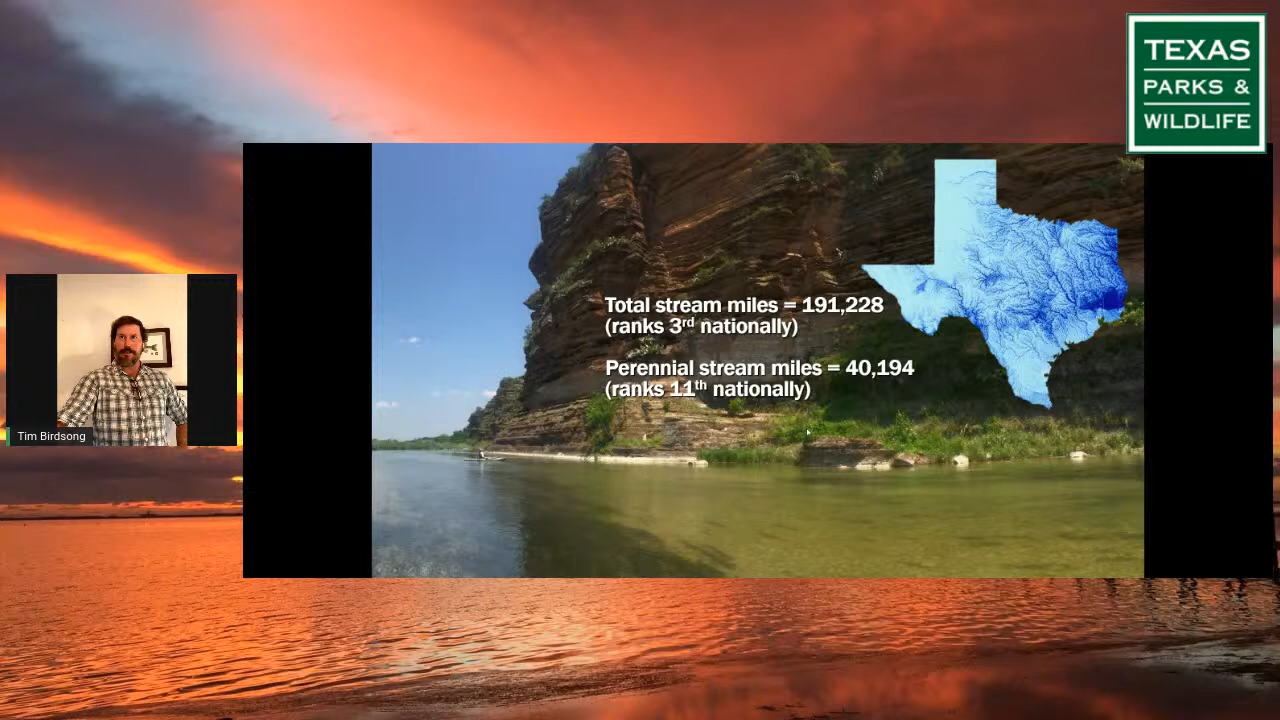 TEXAS
PARKS &
WILDLIFE
Total stream miles = 191,228
(ranks 3rd nationally)
Perennial stream miles = 40,194
(ranks 11th nationally)
Tim Birdsong